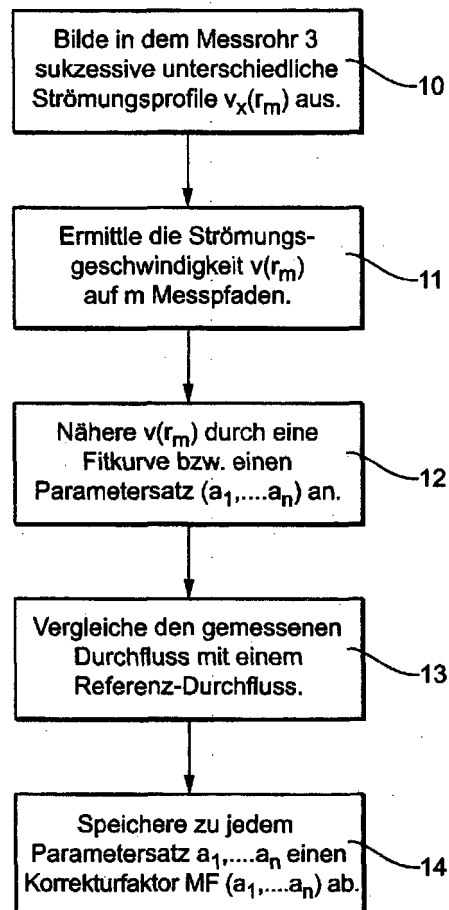 Bilde in dem Messrohr 3
sukzessive unterschiedliche
Strömungsprofile vₓ(rₘ) aus.
10
Ermittle die Strömungs-
geschwindigkeit v(rₘ)
auf m Messpfaden.
11
Nähere v(rₘ) durch eine
Fitkurve bzw. einen
Parametersatz (a₁,....aₙ) an.
12
Vergleiche den gemessenen
Durchfluss mit einem
Referenz-Durchfluss.
13
Speichere zu jedem
Parametersatz a₁,....aₙ einen
Korrekturfaktor MF (a₁,....aₙ) ab.
14